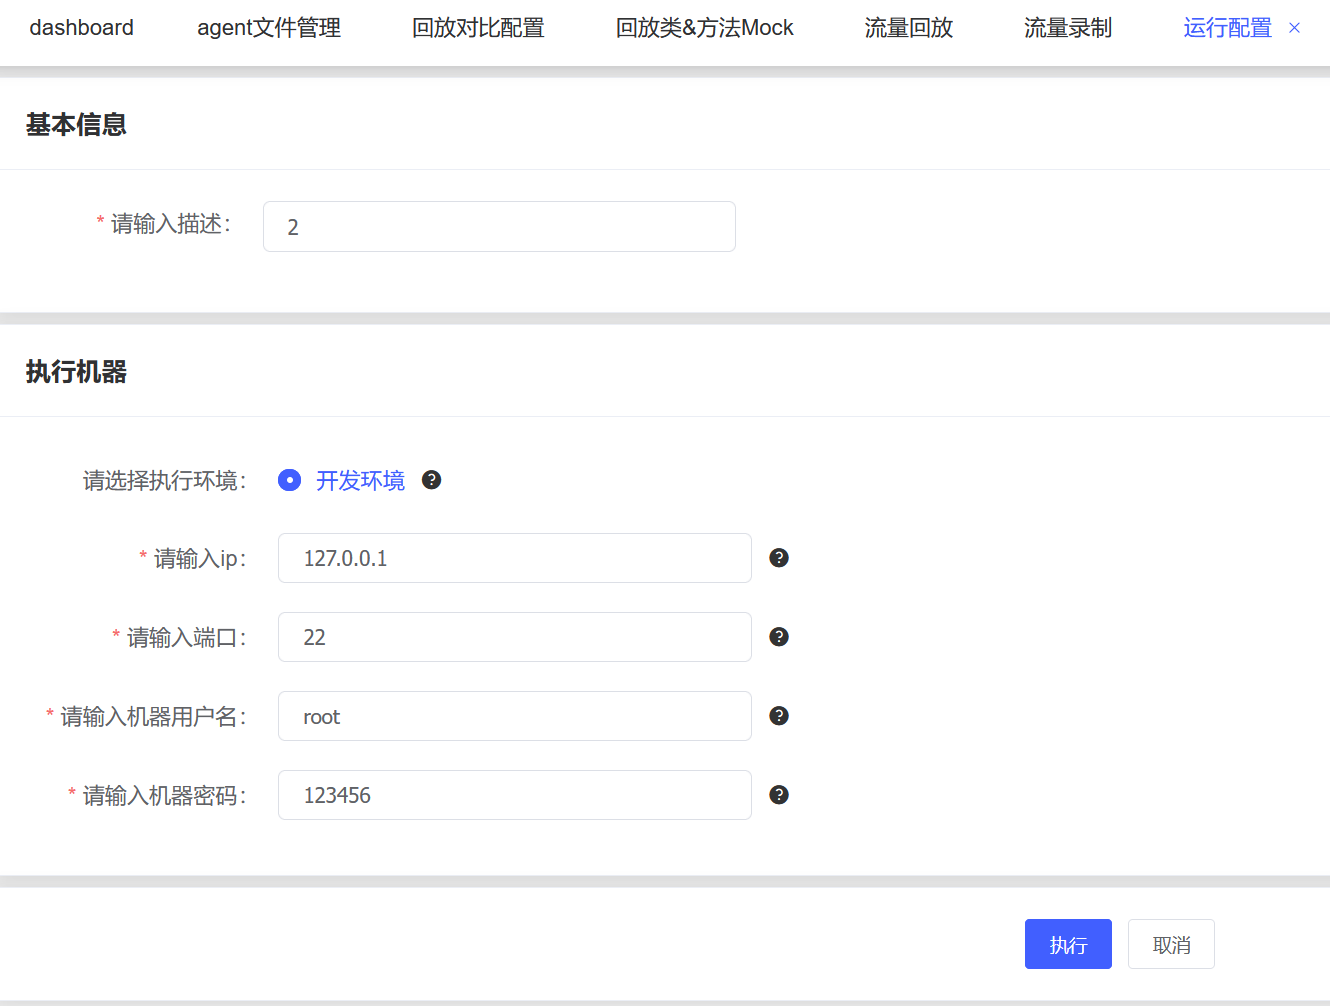 dashboard agent文件管理 回放对比配置 回放类&方法Mock 流量回放 流量录制 运行配置 ×
基本信息
* 请输入描述: 2
执行机器
请选择执行环境: 开发环境 ?
* 请输入ip: 127.0.0.1 ?
* 请输入端口: 22 ?
* 请输入机器用户名: root ?
* 请输入机器密码: 123456 ?
执行 取消